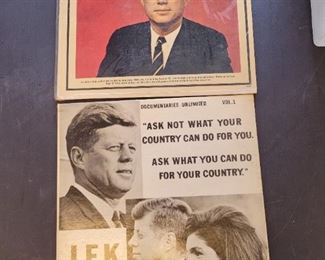 DOCUMENTARIES UNLIMITED VOL.1
"ASK NOT WHAT YOUR
COUNTRY CAN DO FOR YOU.
ASK WHAT YOU CAN DO
FOR YOUR COUNTRY."
JFK